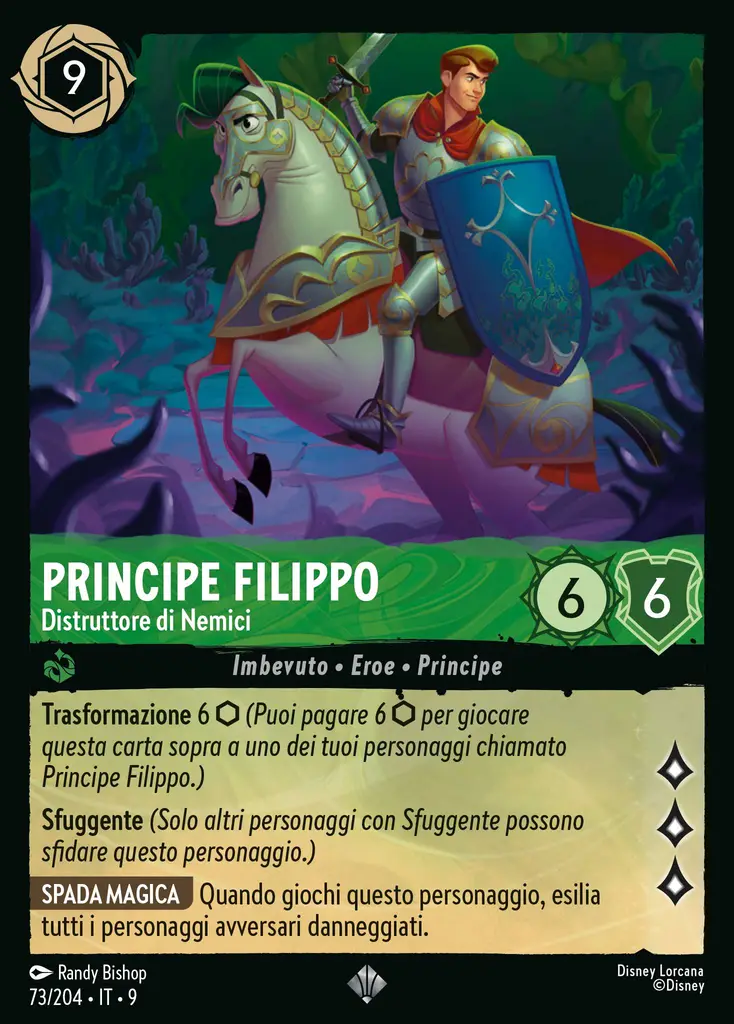 9
PRINCIPE FILIPPO
Distruttore di Nemici
6
6
Imbevuto • Eroe • Principe
Trasformazione 6 ⬡ (Puoi pagare 6 ⬡ per giocare
questa carta sopra a uno dei tuoi personaggi chiamato
Principe Filippo.)
Sfuggente (Solo altri personaggi con Sfuggente possono
sfidare questo personaggio.)
SPADA MAGICA Quando giochi questo personaggio, esilia
tutti i personaggi avversari danneggiati.
Randy Bishop
73/204 • IT • 9
Disney Lorcana
©Disney